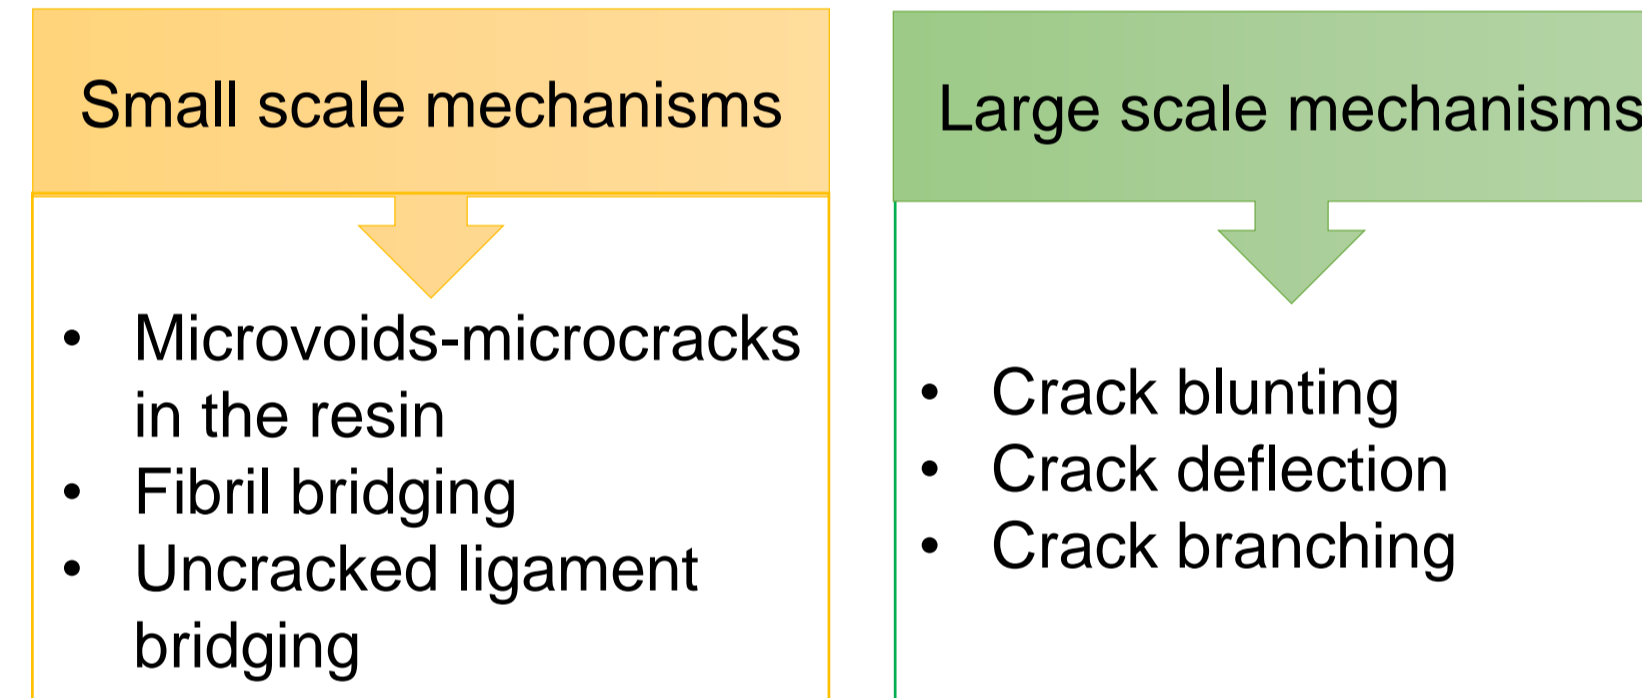 Small scale mechanisms
• Microvoids-microcracks
in the resin
• Fibril bridging
• Uncracked ligament
bridging
Large scale mechanisms
• Crack blunting
• Crack deflection
• Crack branching